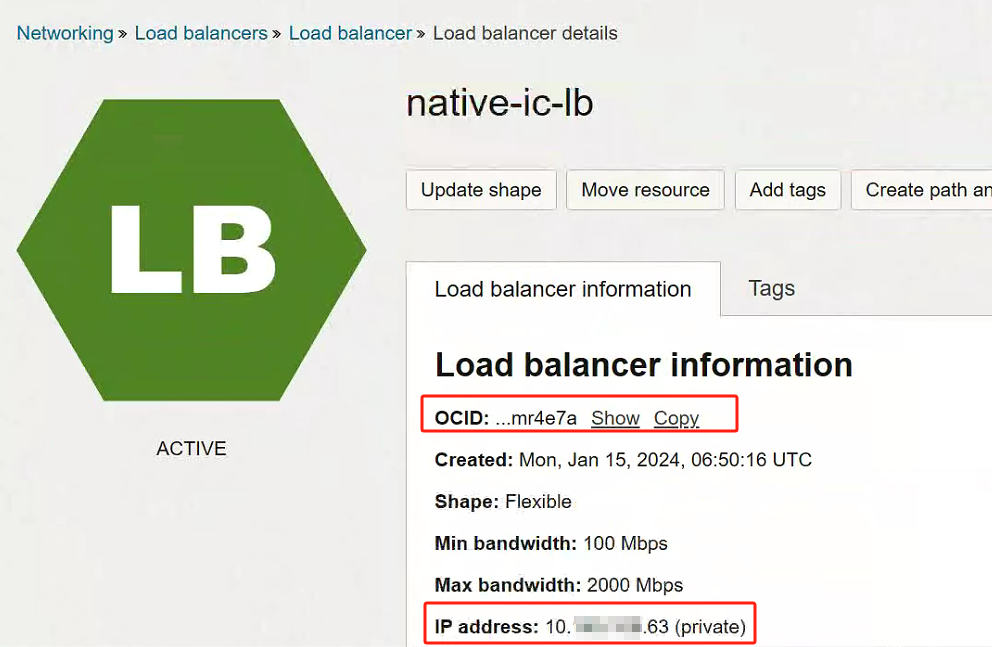 Networking » Load balancers » Load balancer » Load balancer details
native-ic-lb
Update shape Move resource Add tags Create path an
LB
ACTIVE
Load balancer information Tags
Load balancer information
OCID: ...mr4e7a Show Copy
Created: Mon, Jan 15, 2024, 06:50:16 UTC
Shape: Flexible
Min bandwidth: 100 Mbps
Max bandwidth: 2000 Mbps
IP address: 10. .63 (private)